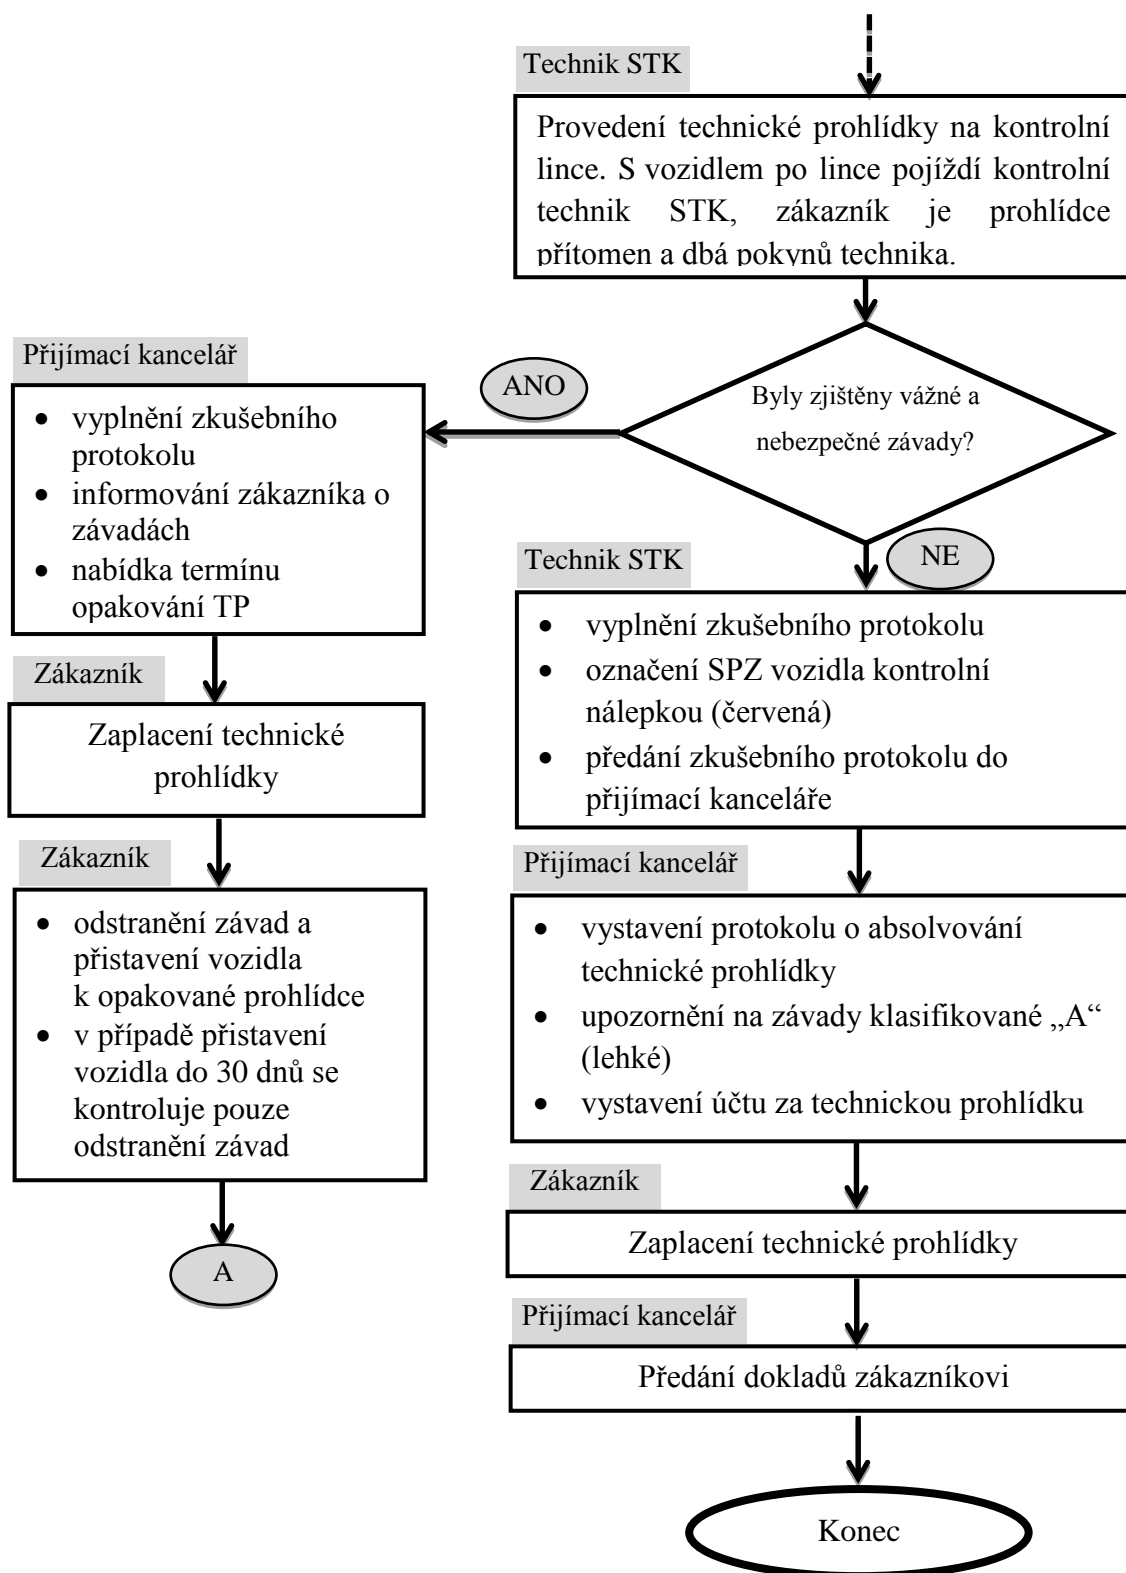 Technik STK
Provedení technické prohlídky na kontrolní
lince. S vozidlem po lince pojíždí kontrolní
technik STK, zákazník je prohlídce
přítomen a dbá pokynů technika.
Byly zjištěny vážné a
nebezpečné závady?
ANO
Přijímací kancelář
• vyplnění zkušebního
protokolu
• informování zákazníka o
závadách
• nabídka termínu
opakování TP
Zákazník
Zaplacení technické
prohlídky
Zákazník
• odstranění závad a
přistavení vozidla
k opakované prohlídce
• v případě přistavení
vozidla do 30 dnů se
kontroluje pouze
odstranění závad
A
NE
Technik STK
• vyplnění zkušebního protokolu
• označení SPZ vozidla kontrolní
nálepkou (červená)
• předání zkušebního protokolu do
přijímací kanceláře
Přijímací kancelář
• vystavení protokolu o absolvování
technické prohlídky
• upozornění na závady klasifikované „A“
(lehké)
• vystavení účtu za technickou prohlídku
Zákazník
Zaplacení technické prohlídky
Přijímací kancelář
Předání dokladů zákazníkovi
Konec